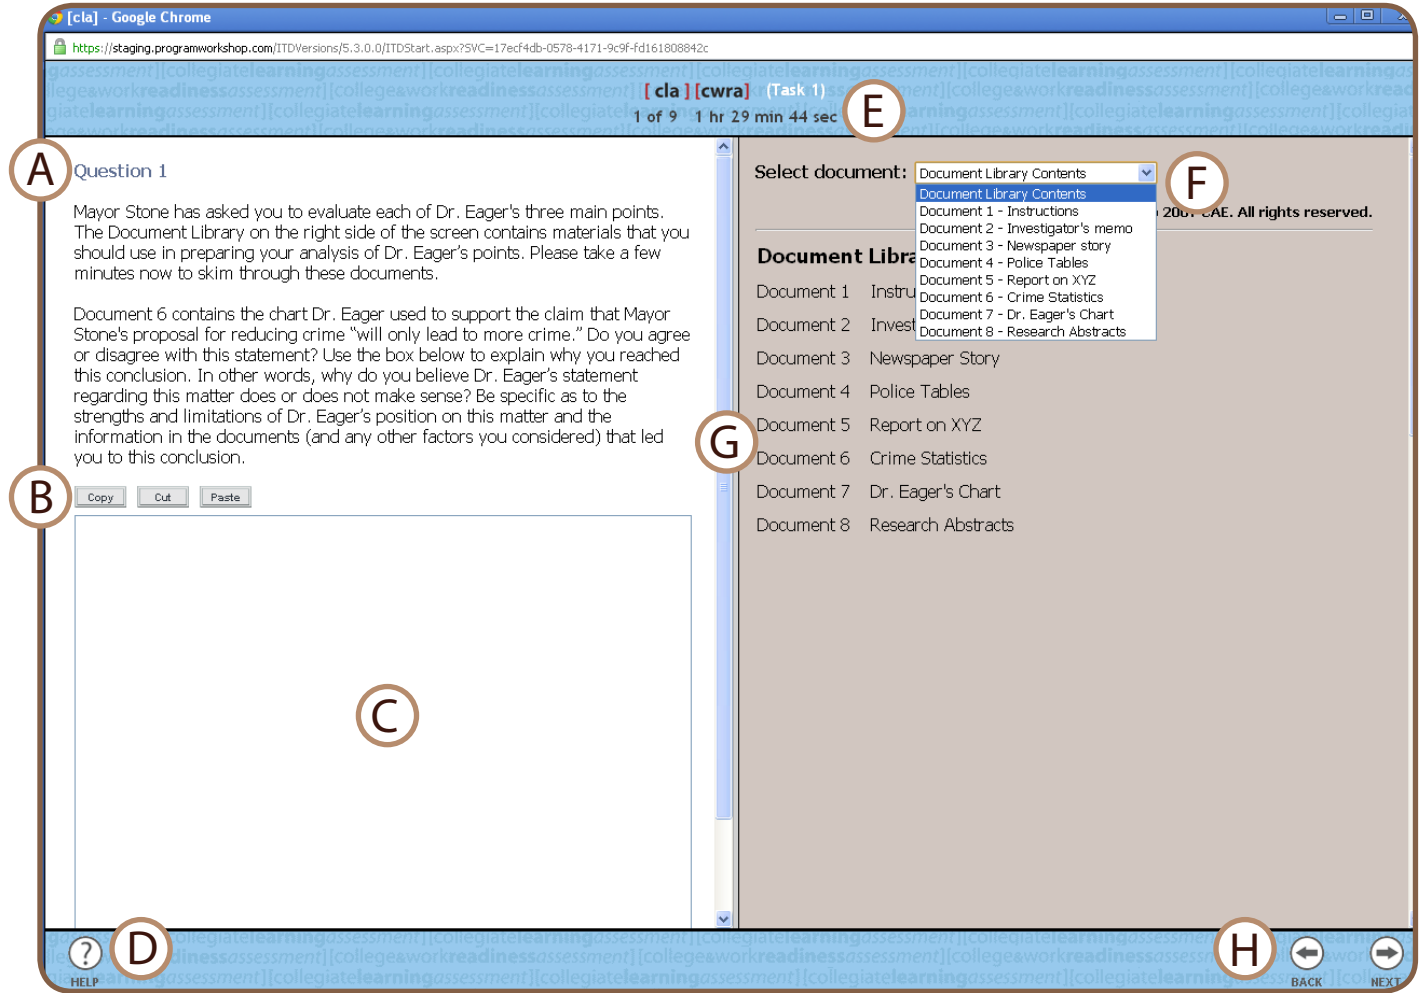 [cla] - Google Chrome
https://staging.programworkshop.com/ITDVersions/5.3.0.0/ITDStart.aspx?SVC=17ecf4db-0578-4171-9c9f-fd161808842c
[ cla ] [cwra] (Task 1)
1 of 9 1 hr 29 min 44 sec
E
A
Question 1
Mayor Stone has asked you to evaluate each of Dr. Eager's three main points.
The Document Library on the right side of the screen contains materials that you
should use in preparing your analysis of Dr. Eager's points. Please take a few
minutes now to skim through these documents.
Document 6 contains the chart Dr. Eager used to support the claim that Mayor
Stone's proposal for reducing crime “will only lead to more crime.” Do you agree
or disagree with this statement? Use the box below to explain why you reached
this conclusion. In other words, why do you believe Dr. Eager’s statement
regarding this matter does or does not make sense? Be specific as to the
strengths and limitations of Dr. Eager’s position on this matter and the
information in the documents (and any other factors you considered) that led
you to this conclusion.
B
Copy Cut Paste
C
Select document: Document Library Contents
F
Document Library Contents
Document 1 - Instructions
Document 2 - Investigator's memo
Document 3 - Newspaper story
Document 4 - Police Tables
Document 5 - Report on XYZ
Document 6 - Crime Statistics
Document 7 - Dr. Eager's Chart
Document 8 - Research Abstracts
AE. All rights reserved.
Document Libra
Document 1 Instru
Document 2 Invest
Document 3 Newspaper Story
Document 4 Police Tables
Document 5 Report on XYZ
Document 6 Crime Statistics
Document 7 Dr. Eager's Chart
Document 8 Research Abstracts
G
D
HELP
H
BACK
NEXT